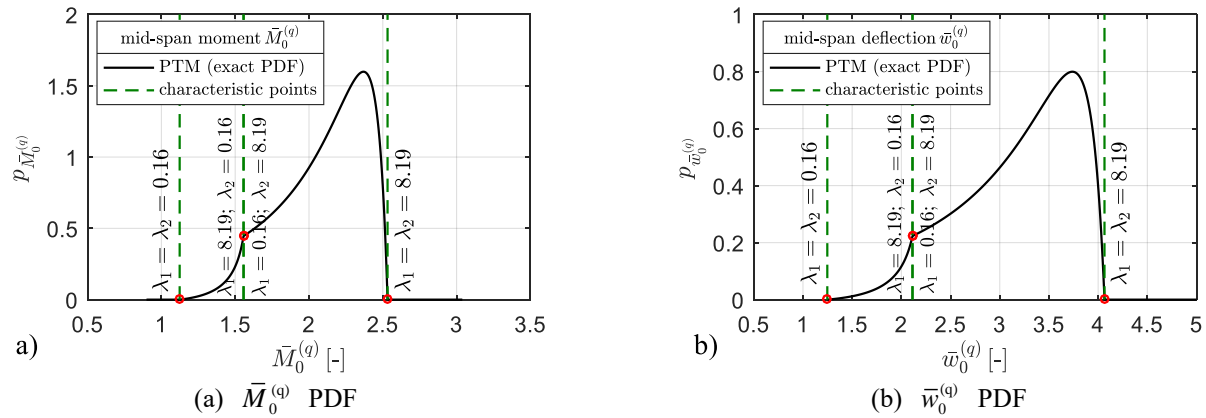 2
1.5
1
0.5
0
0.5
1
1.5
2
2.5
3
3.5
mid-span moment M̄₀⁽q⁾
PTM (exact PDF)
characteristic points
λ₁ = λ₂ = 0.16
λ₁ = 8.19; λ₂ = 0.16
λ₁ = 0.16; λ₂ = 8.19
λ₁ = λ₂ = 8.19
p_M̄₀⁽q⁾
M̄₀⁽q⁾ [-]
a)
(a) M̄₀⁽q⁾ PDF
1
0.8
0.6
0.4
0.2
0
0.5
1
1.5
2
2.5
3
3.5
4
4.5
5
mid-span deflection w̄₀⁽q⁾
PTM (exact PDF)
characteristic points
λ₁ = λ₂ = 0.16
λ₁ = 8.19; λ₂ = 0.16
λ₁ = 0.16; λ₂ = 8.19
λ₁ = λ₂ = 8.19
p_w̄₀⁽q⁾
w̄₀⁽q⁾ [-]
b)
(b) w̄₀⁽q⁾ PDF